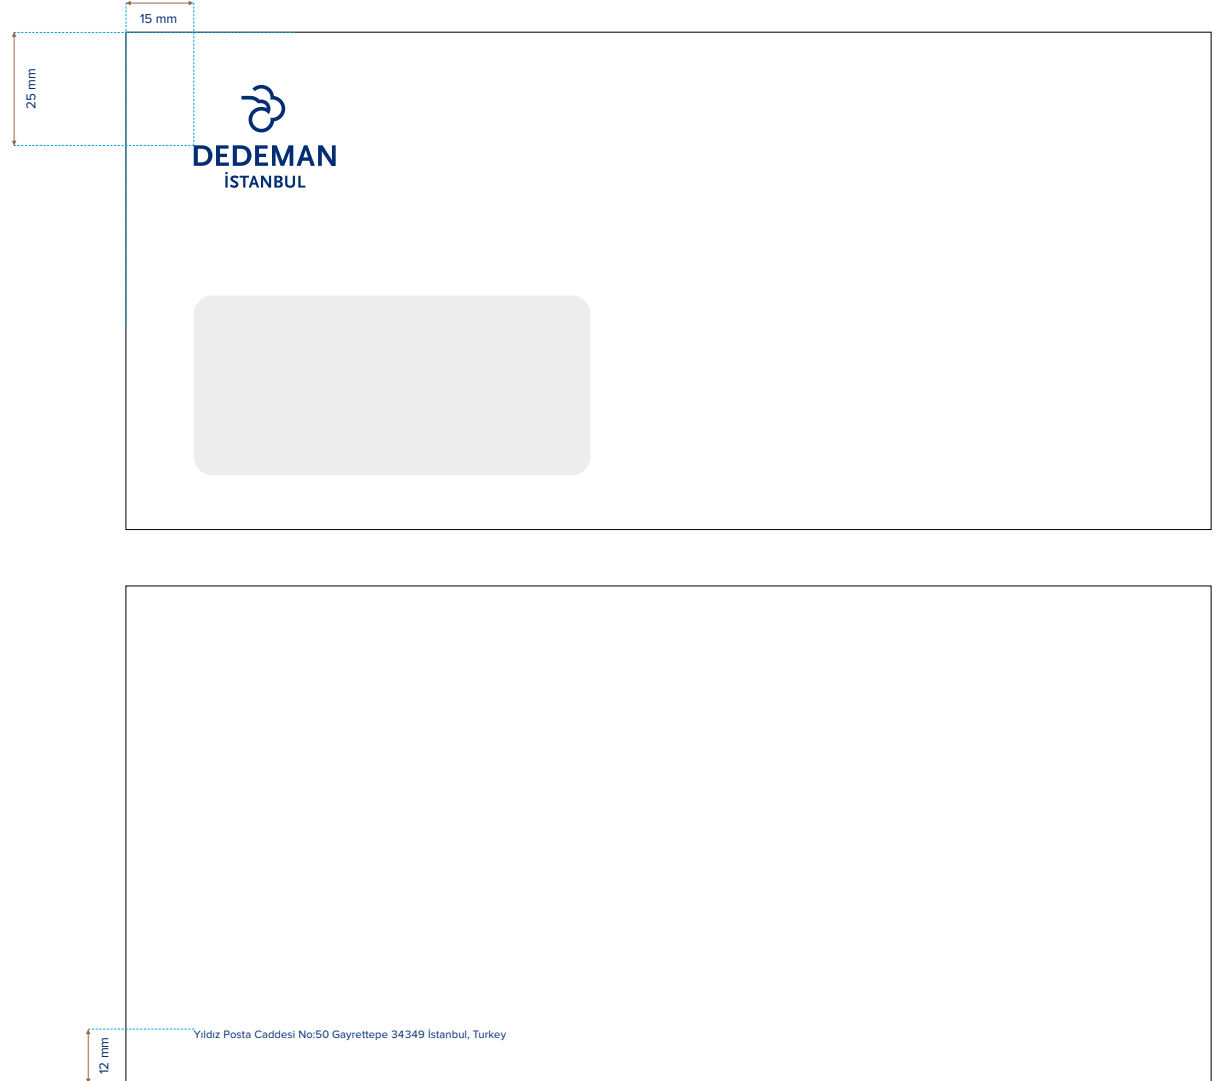 15 mm
25 mm
DEDEMAN
İSTANBUL
Yıldız Posta Caddesi No:50 Gayrettepe 34349 İstanbul, Turkey
12 mm